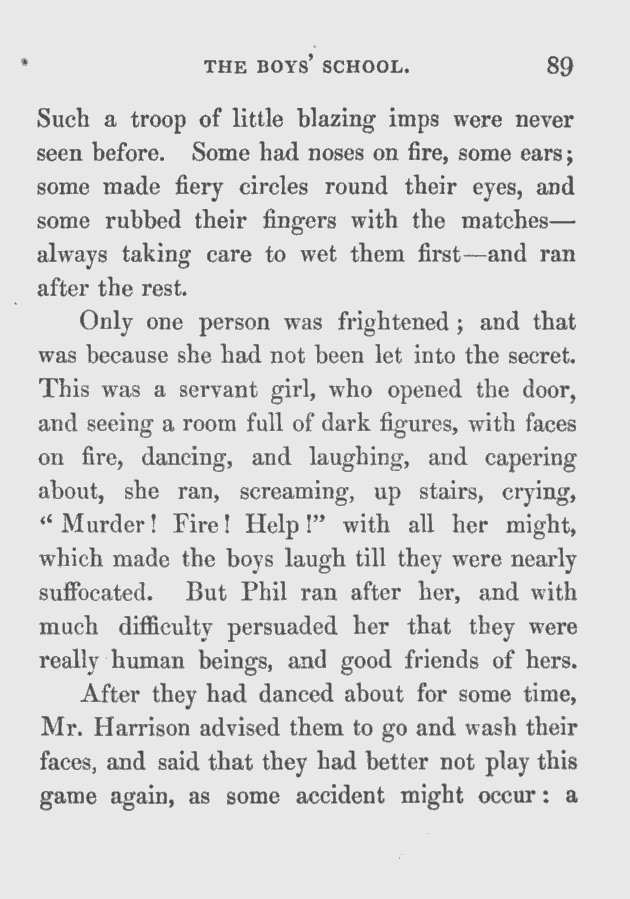 THE BOYS' SCHOOL. 89
Such a troop of little blazing imps were never
seen before. Some had noses on fire, some ears;
some made fiery circles round their eyes, and
some rubbed their fingers with the matches—
always taking care to wet them first—and ran
after the rest.
Only one person was frightened; and that
was because she had not been let into the secret.
This was a servant girl, who opened the door,
and seeing a room full of dark figures, with faces
on fire, dancing, and laughing, and capering
about, she ran, screaming, up stairs, crying,
“Murder! Fire! Help!” with all her might,
which made the boys laugh till they were nearly
suffocated. But Phil ran after her, and with
much difficulty persuaded her that they were
really human beings, and good friends of hers.
After they had danced about for some time,
Mr. Harrison advised them to go and wash their
faces, and said that they had better not play this
game again, as some accident might occur: a